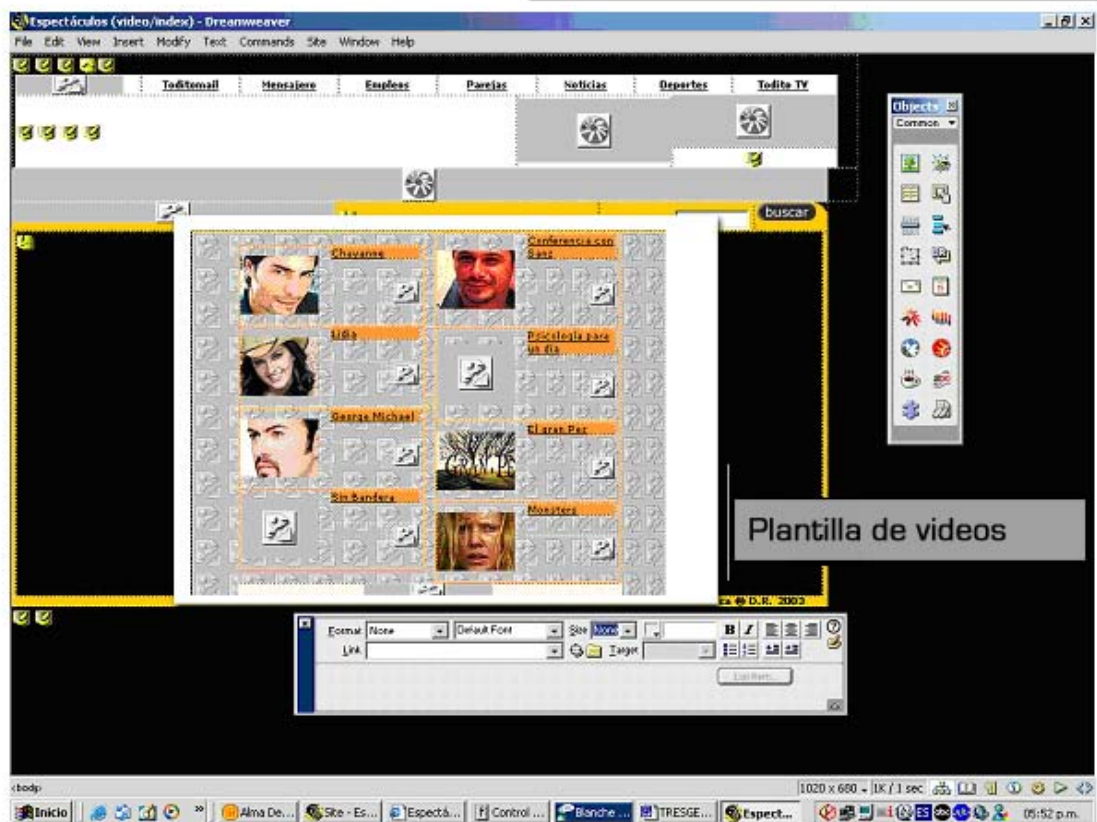 Espectáculos (video/index) - Dreamweaver
File Edit View Insert Modify Text Commands Site Window Help
Toditomail Mensajero Empleos Parejas Noticias Deportes Todito TV
buscar
Objects
Common
Chayanne
Conferencia con Sanz
Lidia
Psicología para un día
George Michael
El gran Pez
GRAN PE
Sin Bandera
Monsters
Plantilla de videos
® D.R. 2003
Format None Default Font Size None B I
Link Target
List Item...
<body>
1020 x 680 1K / 1 sec
Inicio Alma De... Site - Es... Espectá... Control ... Blanche ... TRESGE... Espect... ES 05:52 p.m.